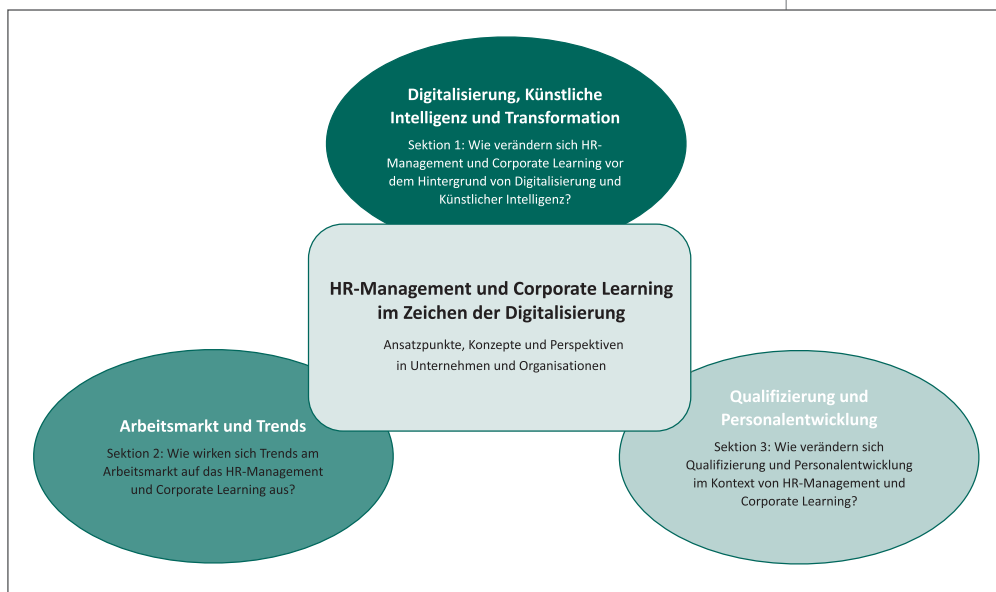 Digitalisierung, Künstliche
Intelligenz und Transformation
Sektion 1: Wie verändern sich HR-
Management und Corporate Learning vor
dem Hintergrund von Digitalisierung und
Künstlicher Intelligenz?
HR-Management und Corporate Learning
im Zeichen der Digitalisierung
Ansatzpunkte, Konzepte und Perspektiven
in Unternehmen und Organisationen
Arbeitsmarkt und Trends
Sektion 2: Wie wirken sich Trends am
Arbeitsmarkt auf das HR-Management
und Corporate Learning aus?
Qualifizierung und
Personalentwicklung
Sektion 3: Wie verändern sich
Qualifizierung und Personalentwicklung
im Kontext von HR-Management und
Corporate Learning?